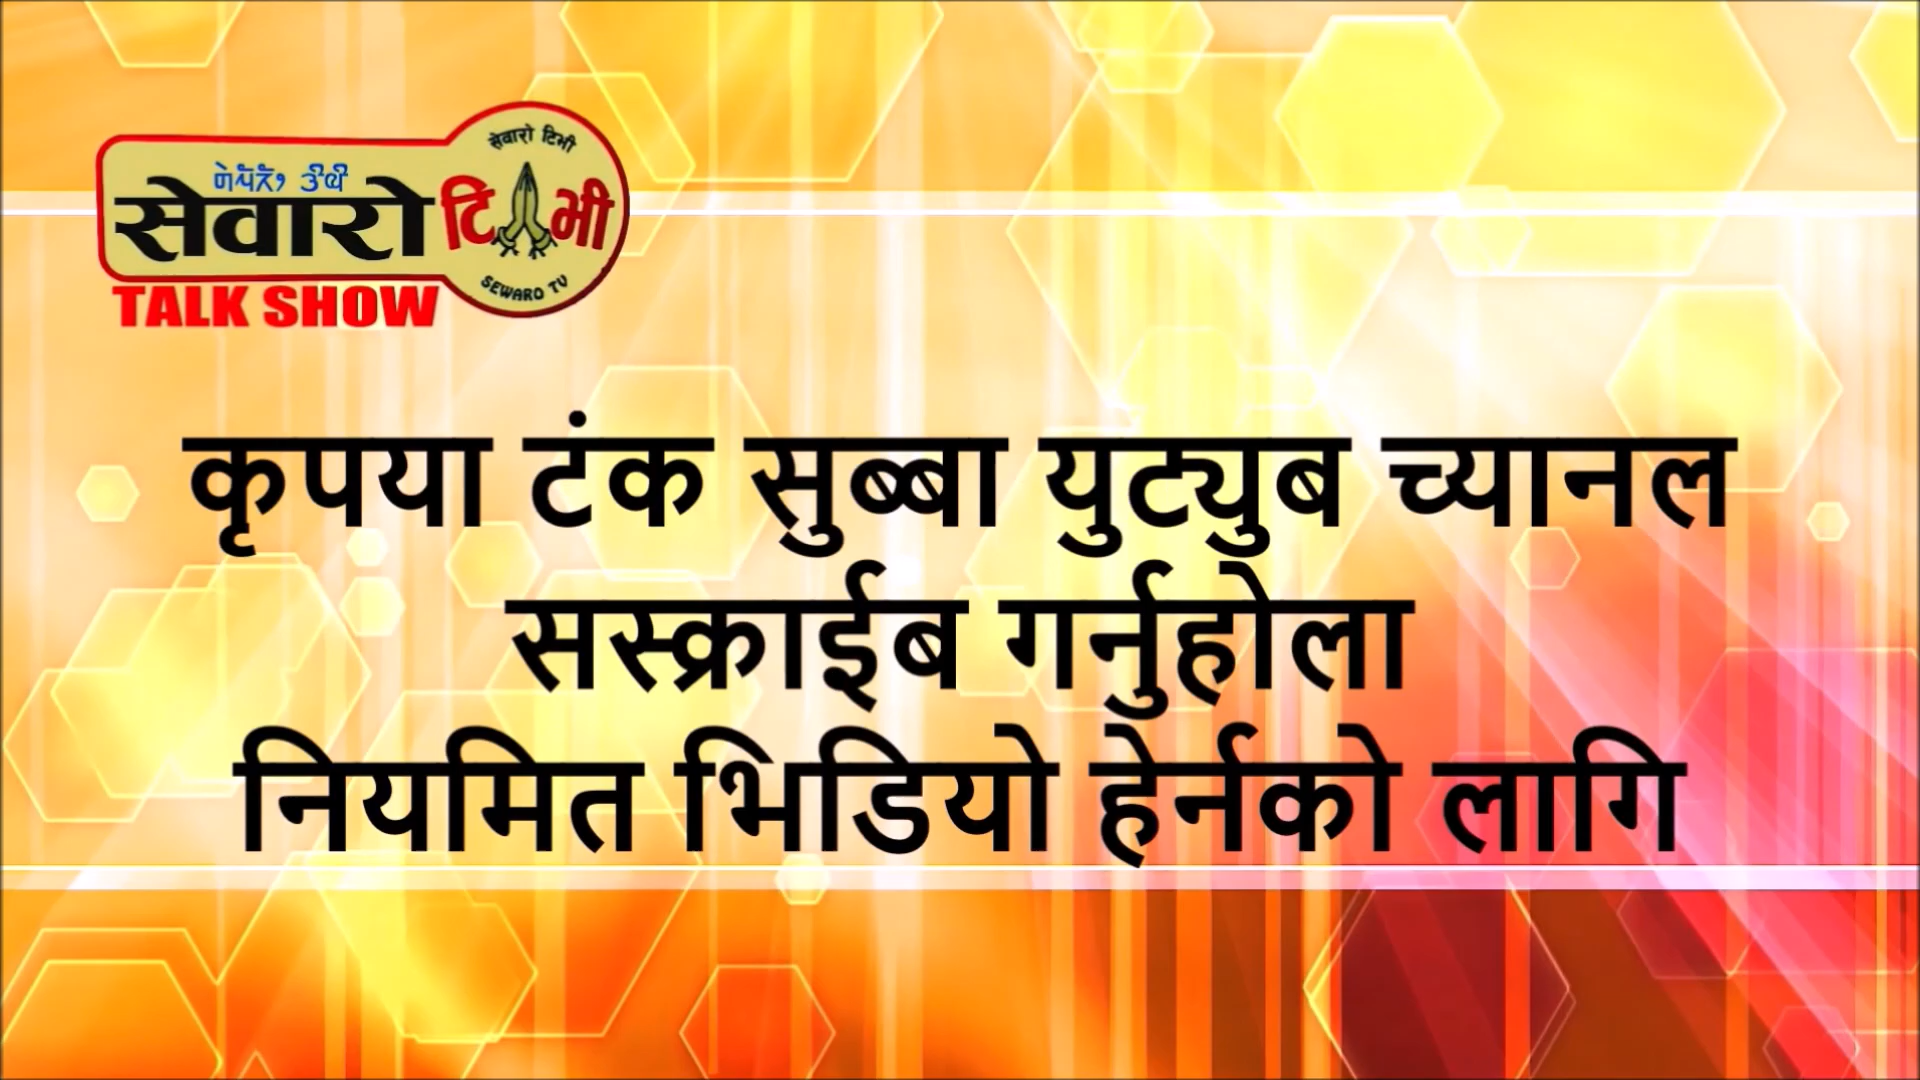 सेवारो टिभी
सेवारो टिभी
SEWARO TV
TALK SHOW
कृपया टंक सुब्बा युट्युब च्यानल
सस्क्राईब गर्नुहोला
नियमित भिडियो हेर्नको लागि